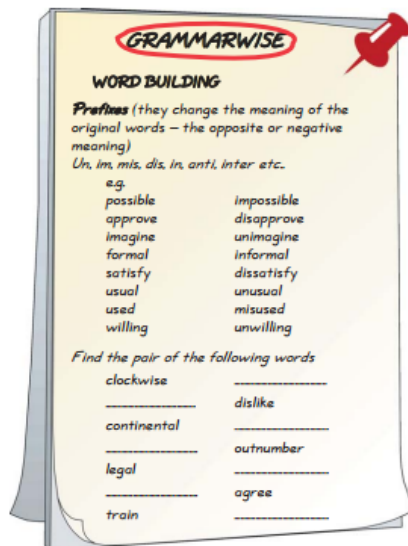 GRAMMARWISE
WORD BUILDING
Prefixes (they change the meaning of the
original words – the opposite or negative
meaning)
Un, im, mis, dis, in, anti, inter etc..
e.g.
possible impossible
approve disapprove
imagine unimagine
formal informal
satisfy dissatisfy
usual unusual
used misused
willing unwilling
Find the pair of the following words
clockwise ________________
________________ dislike
continental ________________
________________ outnumber
legal ________________
________________ agree
train ________________